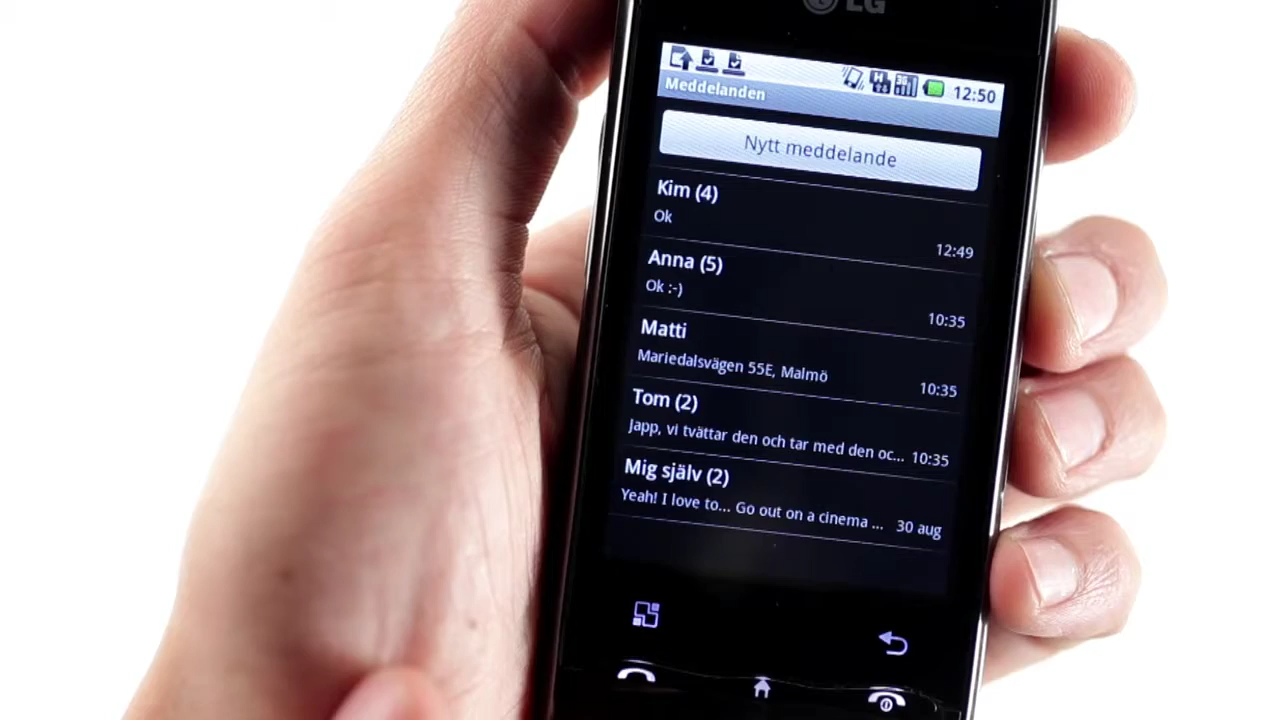 LG
3G
H
12:50
Meddelanden
Nytt meddelande
Kim (4)
Ok
12:49
Anna (5)
Ok :-)
10:35
Matti
Mariedalsvägen 55E, Malmö
10:35
Tom (2)
Japp, vi tvättar den och tar med den oc... 10:35
Mig själv (2)
Yeah! I love to... Go out on a cinema ... 30 aug